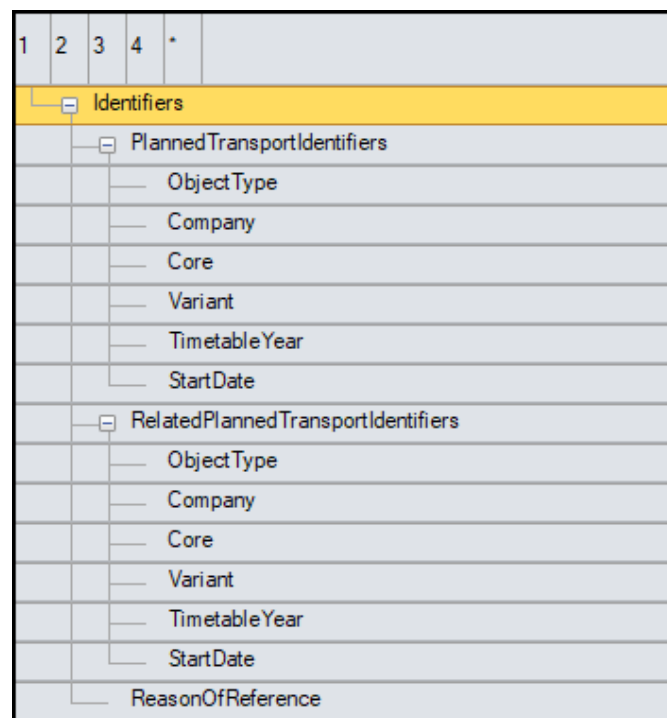 1 2 3 4 *
Identifiers
PlannedTransportIdentifiers
ObjectType
Company
Core
Variant
TimetableYear
StartDate
RelatedPlannedTransportIdentifiers
ObjectType
Company
Core
Variant
TimetableYear
StartDate
ReasonOfReference